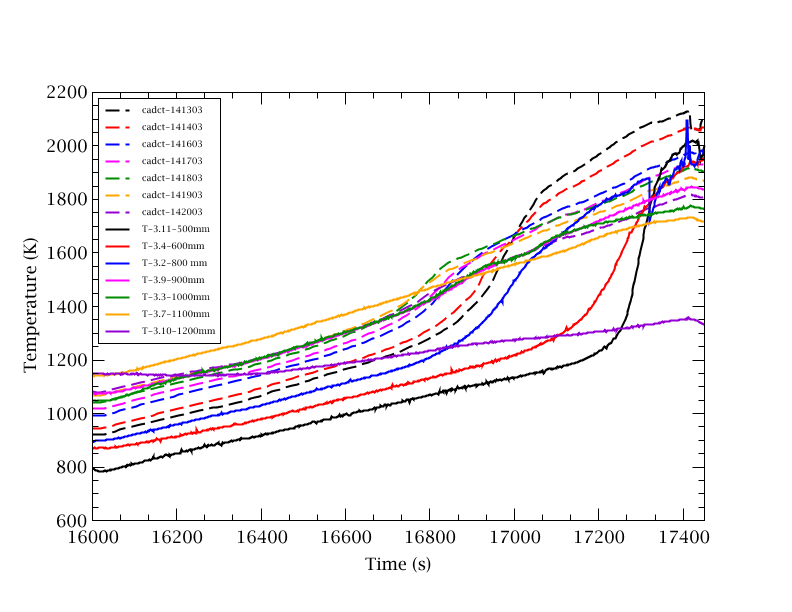 2200
2000
1800
1600
1400
1200
1000
800
600
Temperature (K)
cadct-141303
cadct-141403
cadct-141603
cadct-141703
cadct-141803
cadct-141903
cadct-142003
T-3.11-500mm
T-3.4-600mm
T-3.2-800 mm
T-3.9-900mm
T-3.3-1000mm
T-3.7-1100mm
T-3.10-1200mm
16000 16200 16400 16600 16800 17000 17200 17400
Time (s)